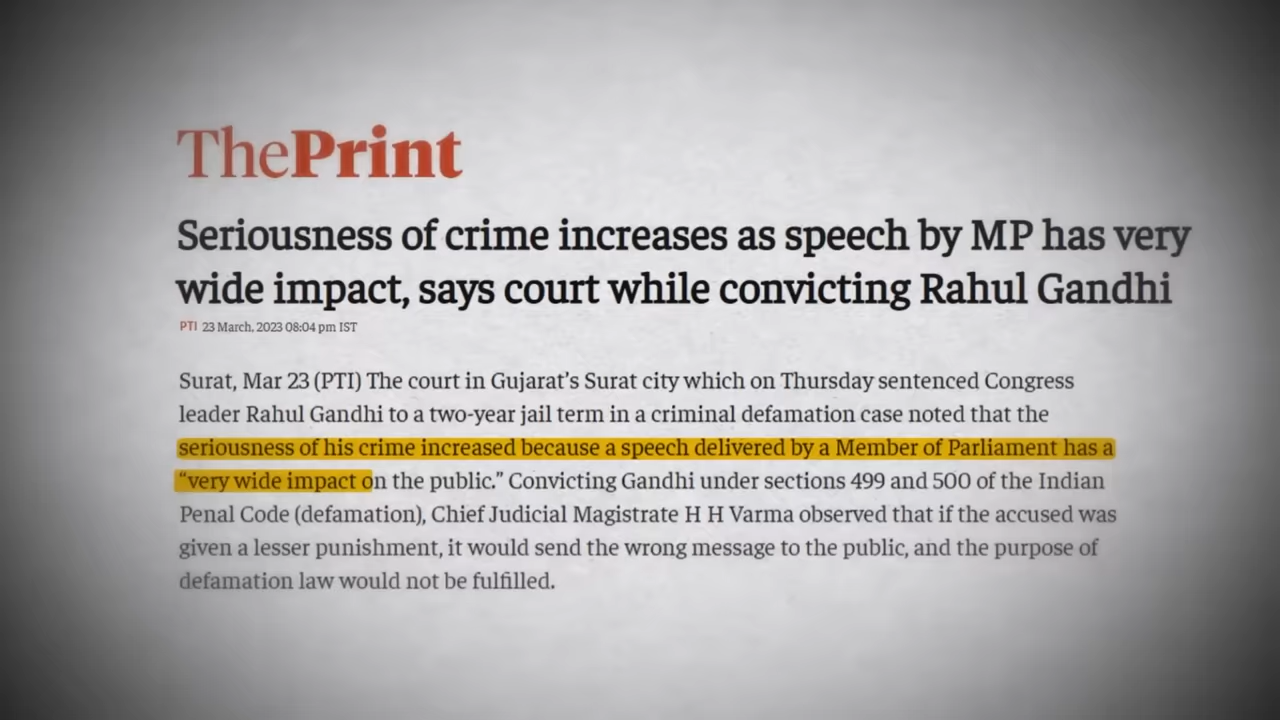 ThePrint
Seriousness of crime increases as speech by MP has very
wide impact, says court while convicting Rahul Gandhi
PTI 23 March, 2023 08:04 pm IST
Surat, Mar 23 (PTI) The court in Gujarat’s Surat city which on Thursday sentenced Congress
leader Rahul Gandhi to a two-year jail term in a criminal defamation case noted that the
seriousness of his crime increased because a speech delivered by a Member of Parliament has a
“very wide impact on the public.” Convicting Gandhi under sections 499 and 500 of the Indian
Penal Code (defamation), Chief Judicial Magistrate H H Varma observed that if the accused was
given a lesser punishment, it would send the wrong message to the public, and the purpose of
defamation law would not be fulfilled.